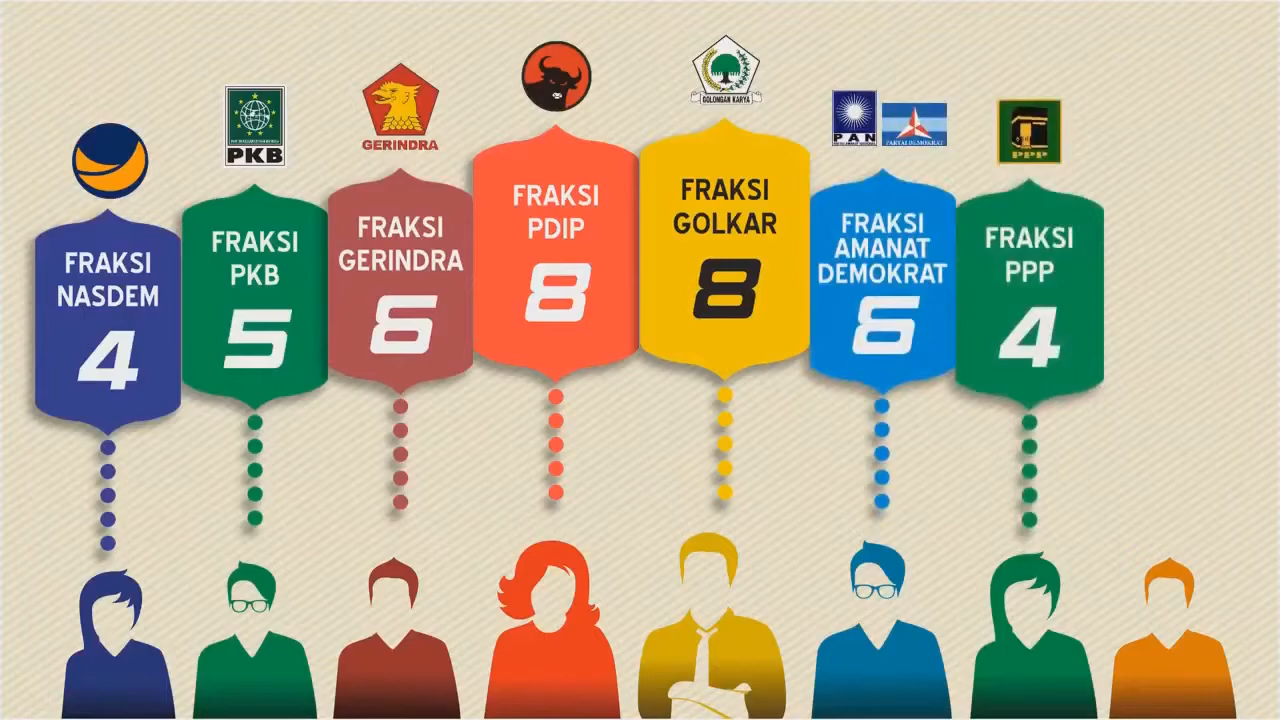 FRAKSI
NASDEM
4
PKB
FRAKSI
PKB
5
GERINDRA
FRAKSI
GERINDRA
6
FRAKSI
PDIP
8
GOLONGAN KARYA
FRAKSI
GOLKAR
8
PAN
PARTAI DEMOKRAT
FRAKSI
AMANAT
DEMOKRAT
6
PPP
FRAKSI
PPP
4